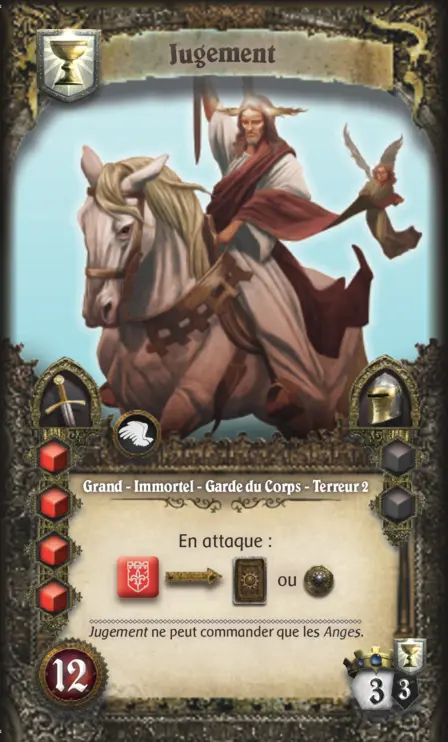 Jugement
Grand - Immortel - Garde du Corps - Terreur 2
En attaque :
ou
Jugement ne peut commander que les Anges.
12
3 3